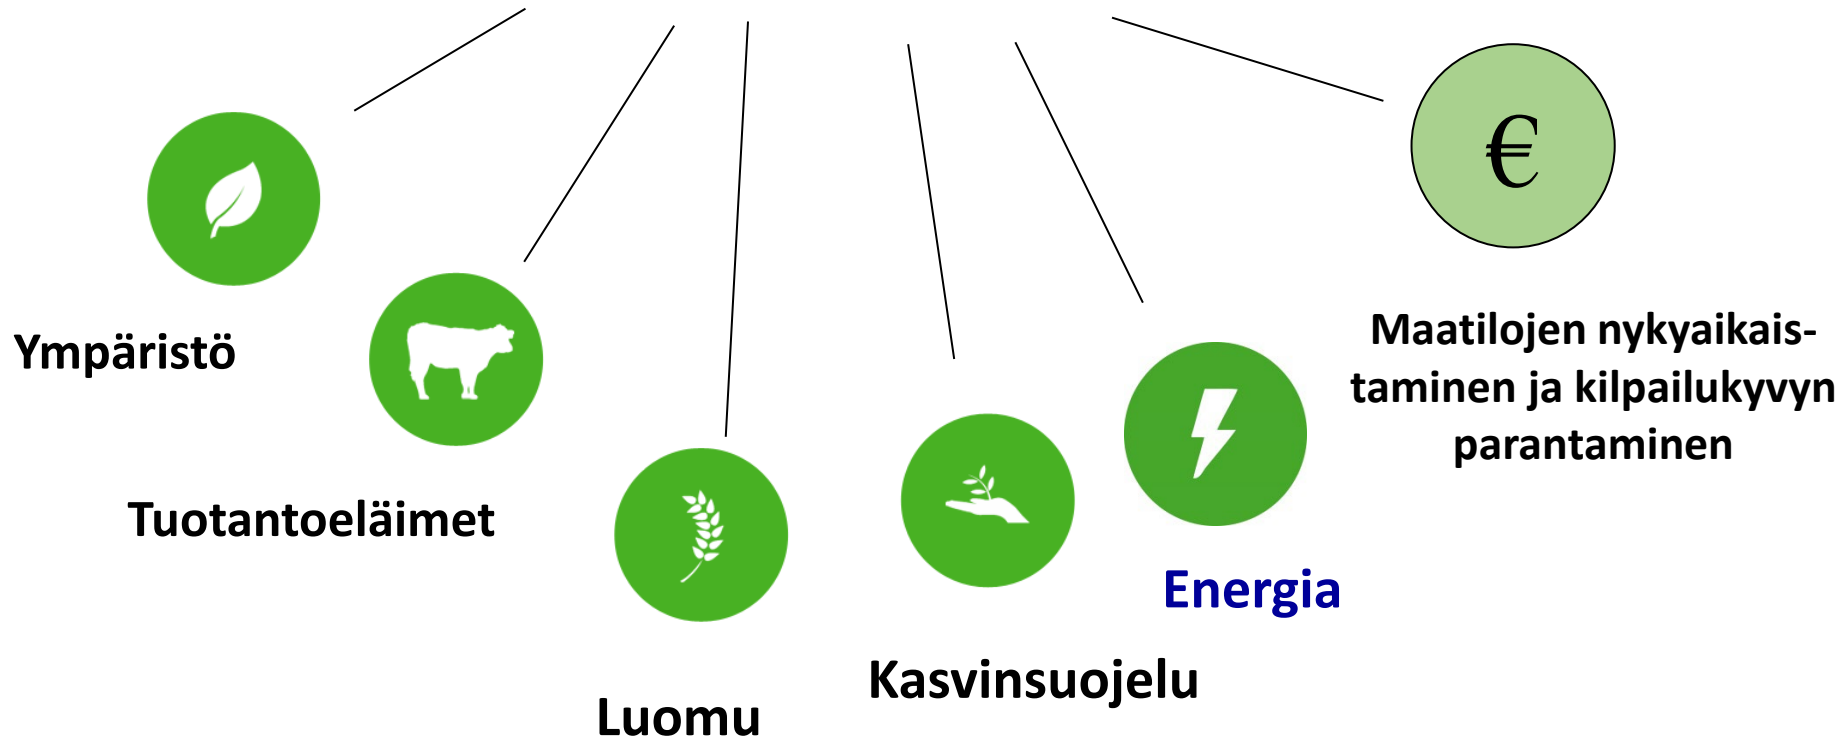 €
Ympäristö
Maatilojen nykyaikais-
taminen ja kilpailukyvyn
parantaminen
Tuotantoeläimet
Energia
Kasvinsuojelu
Luomu